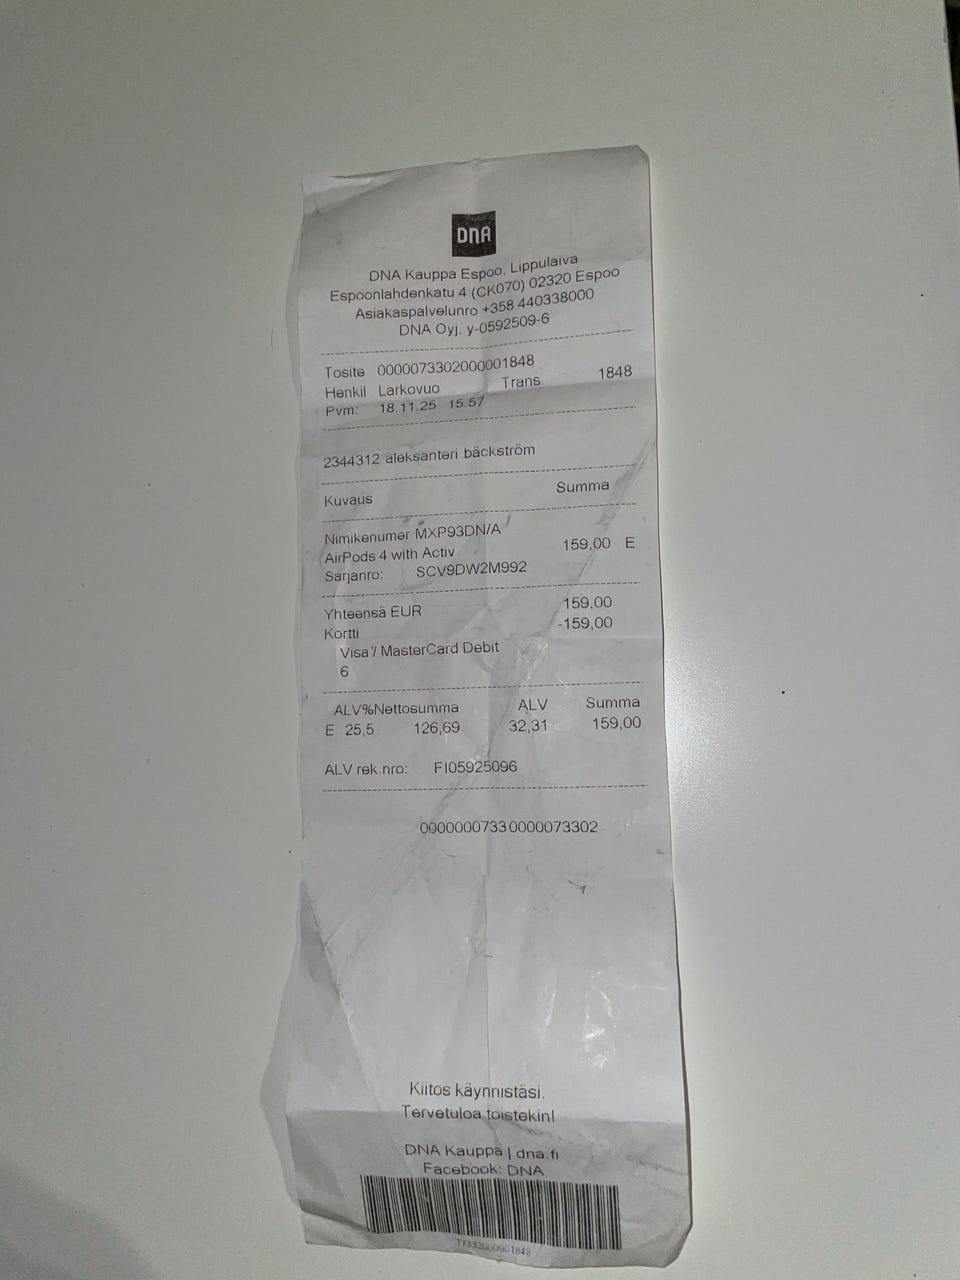 DNA
DNA Kauppa Espoo, Lippulaiva
Espoonlahdenkatu 4 (CK070) 02320 Espoo
Asiakaspalvelunro +358 440338000
DNA Oyj, y-0592509-6
Tosite 0000073302000001848
Henkil Larkovuo Trans. 1848
Pvm: 18.11.25 15.57
2344312 aleksanteri bäckström
Kuvaus Summa
Nimikenumer MXP93DN/A
AirPods 4 with Activ 159,00 E
Sarjanro: SCV9DW2M992
Yhteensä EUR 159,00
Kortti -159,00
Visa / MasterCard Debit
6
ALV%Nettosumma ALV Summa
E 25,5 126,69 32,31 159,00
ALV rek.nro: FI05925096
00000007330000073302
Kiitos käynnistäsi.
Tervetuloa toistekin!
DNA Kauppa | dna.fi
Facebook: DNA
T7332000001848